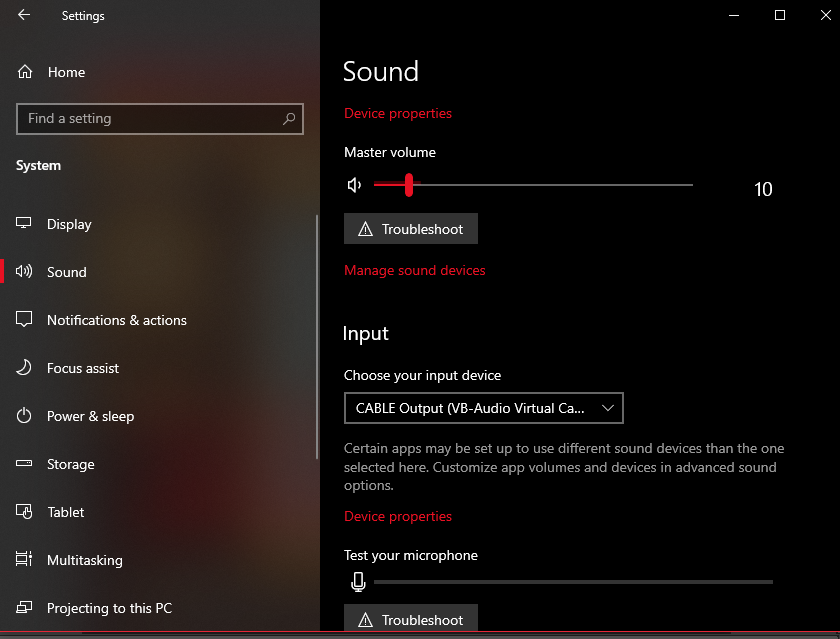 Settings
Home
Find a setting
System
Display
Sound
Notifications & actions
Focus assist
Power & sleep
Storage
Tablet
Multitasking
Projecting to this PC
Sound
Device properties
Master volume
10
Troubleshoot
Manage sound devices
Input
Choose your input device
CABLE Output (VB-Audio Virtual Ca...
Certain apps may be set up to use different sound devices than the one
selected here. Customize app volumes and devices in advanced sound
options.
Device properties
Test your microphone
Troubleshoot